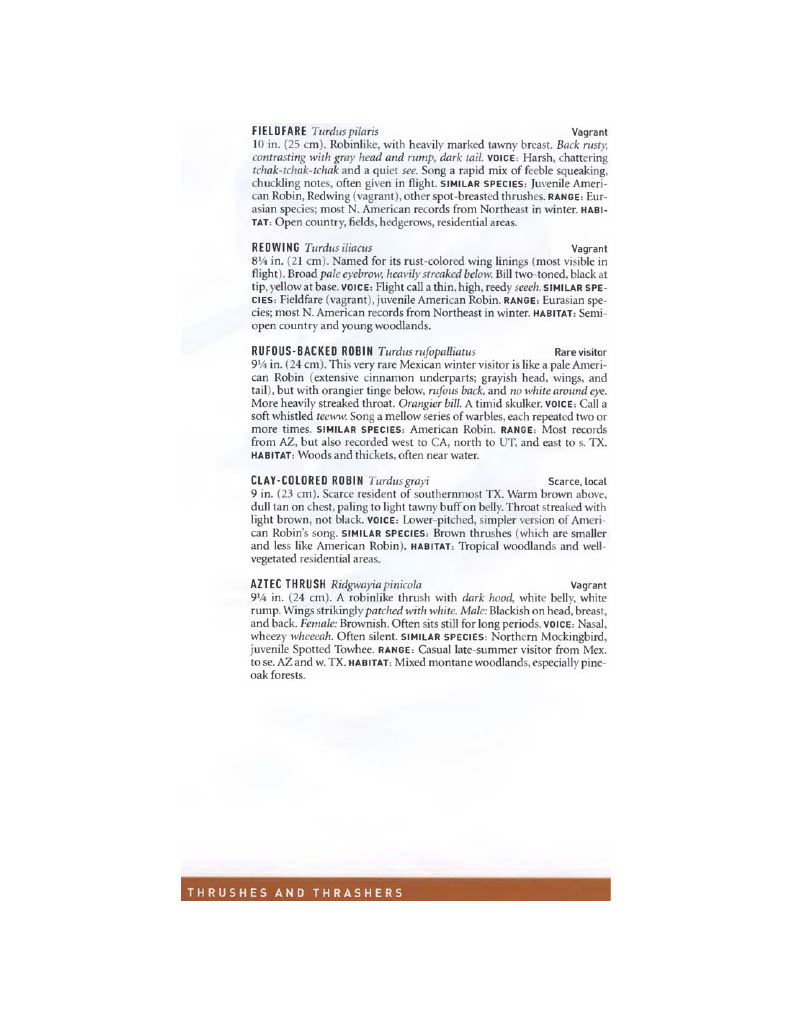 FIELDFARE Turdus pilaris Vagrant
10 in. (25 cm). Robinlike, with heavily marked tawny breast. Back rusty,
contrasting with gray head and rump, dark tail. VOICE: Harsh, chattering
tchak-tchak-tchak and a quiet see. Song a rapid mix of feeble squeaking,
chuckling notes, often given in flight. SIMILAR SPECIES: Juvenile Ameri-
can Robin, Redwing (vagrant), other spot-breasted thrushes. RANGE: Eur-
asian species; most N. American records from Northeast in winter. HABI-
TAT: Open country, fields, hedgerows, residential areas.
REDWING Turdus iliacus Vagrant
8¼ in. (21 cm). Named for its rust-colored wing linings (most visible in
flight). Broad pale eyebrow, heavily streaked below. Bill two-toned, black at
tip, yellow at base. VOICE: Flight call a thin, high, reedy seeeh. SIMILAR SPE-
CIES: Fieldfare (vagrant), juvenile American Robin. RANGE: Eurasian spe-
cies; most N. American records from Northeast in winter. HABITAT: Semi-
open country and young woodlands.
RUFOUS-BACKED ROBIN Turdus rufopalliatus Rare visitor
9¼ in. (24 cm). This very rare Mexican winter visitor is like a pale Ameri-
can Robin (extensive cinnamon underparts; grayish head, wings, and
tail), but with orangier tinge below, rufous back, and no white around eye.
More heavily streaked throat. Orangier bill. A timid skulker. VOICE: Call a
soft whistled teeww. Song a mellow series of warbles, each repeated two or
more times. SIMILAR SPECIES: American Robin. RANGE: Most records
from AZ, but also recorded west to CA, north to UT, and east to s. TX.
HABITAT: Woods and thickets, often near water.
CLAY-COLORED ROBIN Turdus grayi Scarce, local
9 in. (23 cm). Scarce resident of southernmost TX. Warm brown above,
dull tan on chest, paling to light tawny buff on belly. Throat streaked with
light brown, not black. VOICE: Lower-pitched, simpler version of Ameri-
can Robin's song. SIMILAR SPECIES: Brown thrushes (which are smaller
and less like American Robin). HABITAT: Tropical woodlands and well-
vegetated residential areas.
AZTEC THRUSH Ridgwayia pinicola Vagrant
9¼ in. (24 cm). A robinlike thrush with dark hood, white belly, white
rump. Wings strikingly patched with white. Male: Blackish on head, breast,
and back. Female: Brownish. Often sits still for long periods. VOICE: Nasal,
wheezy wheeeah. Often silent. SIMILAR SPECIES: Northern Mockingbird,
juvenile Spotted Towhee. RANGE: Casual late-summer visitor from Mex.
to se. AZ and w. TX. HABITAT: Mixed montane woodlands, especially pine-
oak forests.
THRUSHES AND THRASHERS